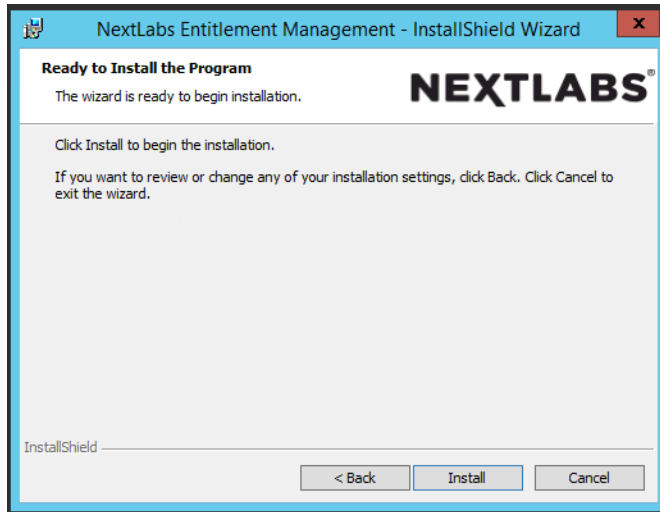 NextLabs Entitlement Management - InstallShield Wizard
x
Ready to Install the Program
The wizard is ready to begin installation.
NEXTLABS®
Click Install to begin the installation.
If you want to review or change any of your installation settings, click Back. Click Cancel to
exit the wizard.
InstallShield
< Back
Install
Cancel